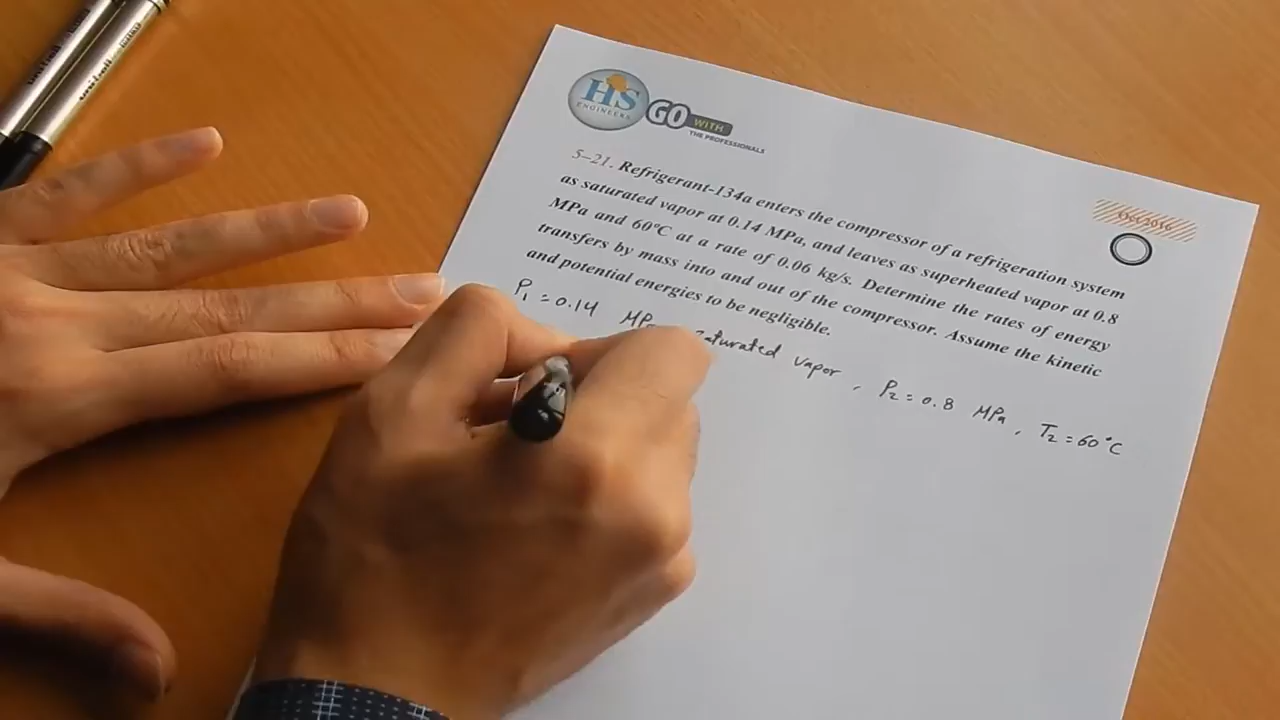 HS
ENGINEERS
GO WITH
THE PROFESSIONALS
Oct2016
5–21. Refrigerant-134a enters the compressor of a refrigeration system
as saturated vapor at 0.14 MPa, and leaves as superheated vapor at 0.8
MPa and 60°C at a rate of 0.06 kg/s. Determine the rates of energy
transfers by mass into and out of the compressor. Assume the kinetic
and potential energies to be negligible.
P₁ = 0.14 MPa saturated vapor , P₂ = 0.8 MPa , T₂ = 60°C